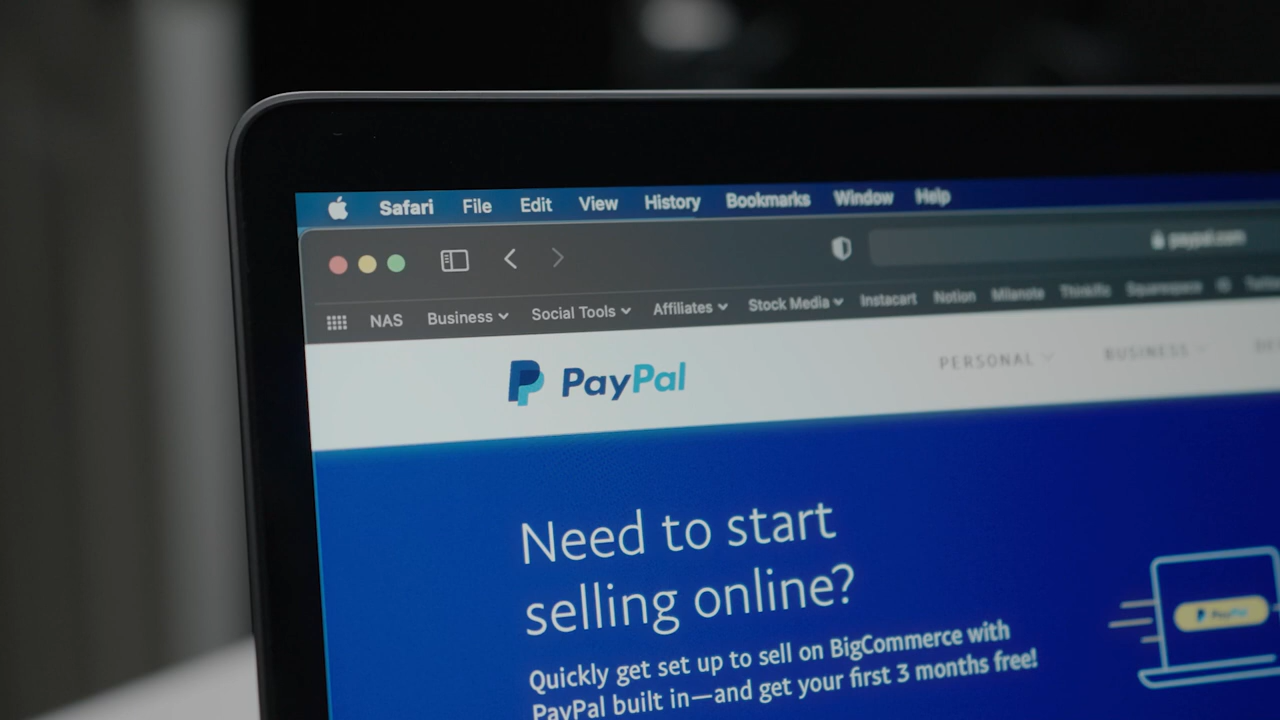 Safari File Edit View History Bookmarks Window Help
paypal.com
NAS Business Social Tools Affiliates Stock Media Instacart Notion Milanote Thinkific Squarespace
PayPal PERSONAL BUSINESS
Need to start
selling online?
Quickly get set up to sell on BigCommerce with
PayPal built in—and get your first 3 months free!
PayPal